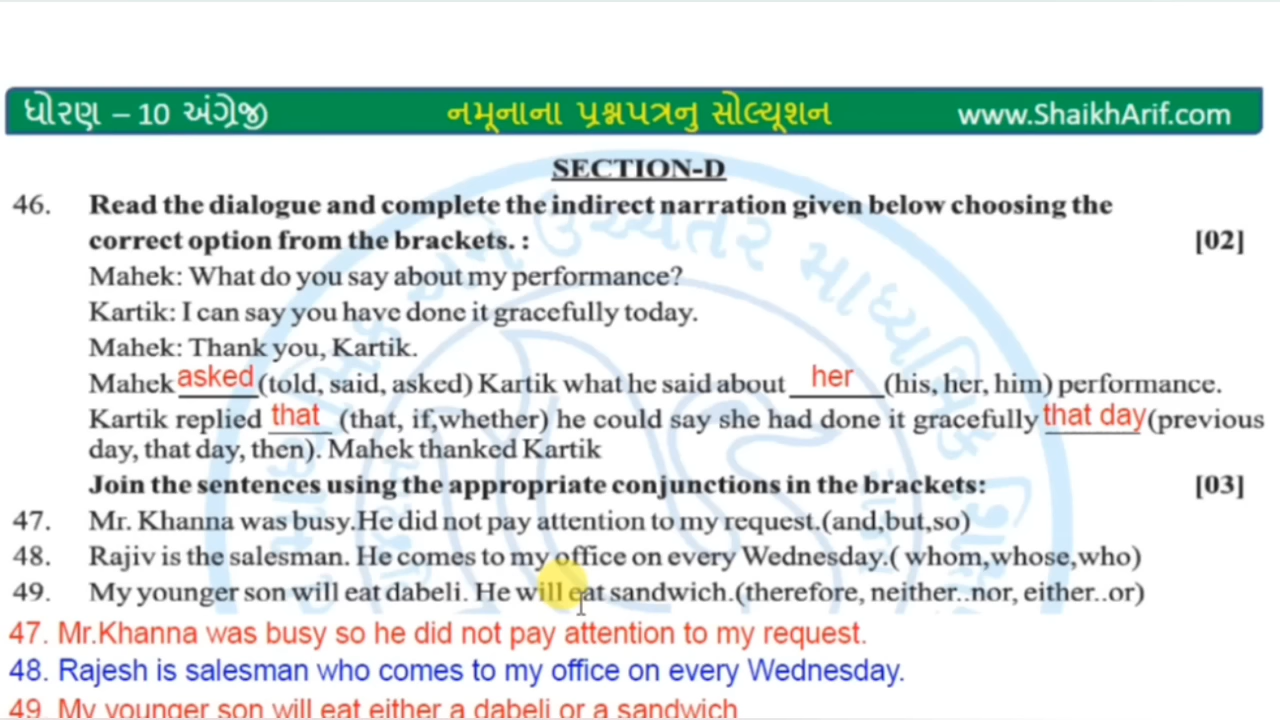 ધોરણ – 10 અંગ્રેજી નમૂનાના પ્રશ્નપત્રનુ સોલ્યૂશન www.ShaikhArif.com
SECTION-D
46. Read the dialogue and complete the indirect narration given below choosing the
correct option from the brackets. : [02]
Mahek: What do you say about my performance?
Kartik: I can say you have done it gracefully today.
Mahek: Thank you, Kartik.
Mahek asked (told, said, asked) Kartik what he said about her (his, her, him) performance.
Kartik replied that (that, if,whether) he could say she had done it gracefully that day (previous
day, that day, then). Mahek thanked Kartik
Join the sentences using the appropriate conjunctions in the brackets: [03]
47. Mr. Khanna was busy.He did not pay attention to my request.(and,but,so)
48. Rajiv is the salesman. He comes to my office on every Wednesday.( whom,whose,who)
49. My younger son will eat dabeli. He will eat sandwich.(therefore, neither..nor, either..or)
47. Mr.Khanna was busy so he did not pay attention to my request.
48. Rajesh is salesman who comes to my office on every Wednesday.
49. My younger son will eat either a dabeli or a sandwich